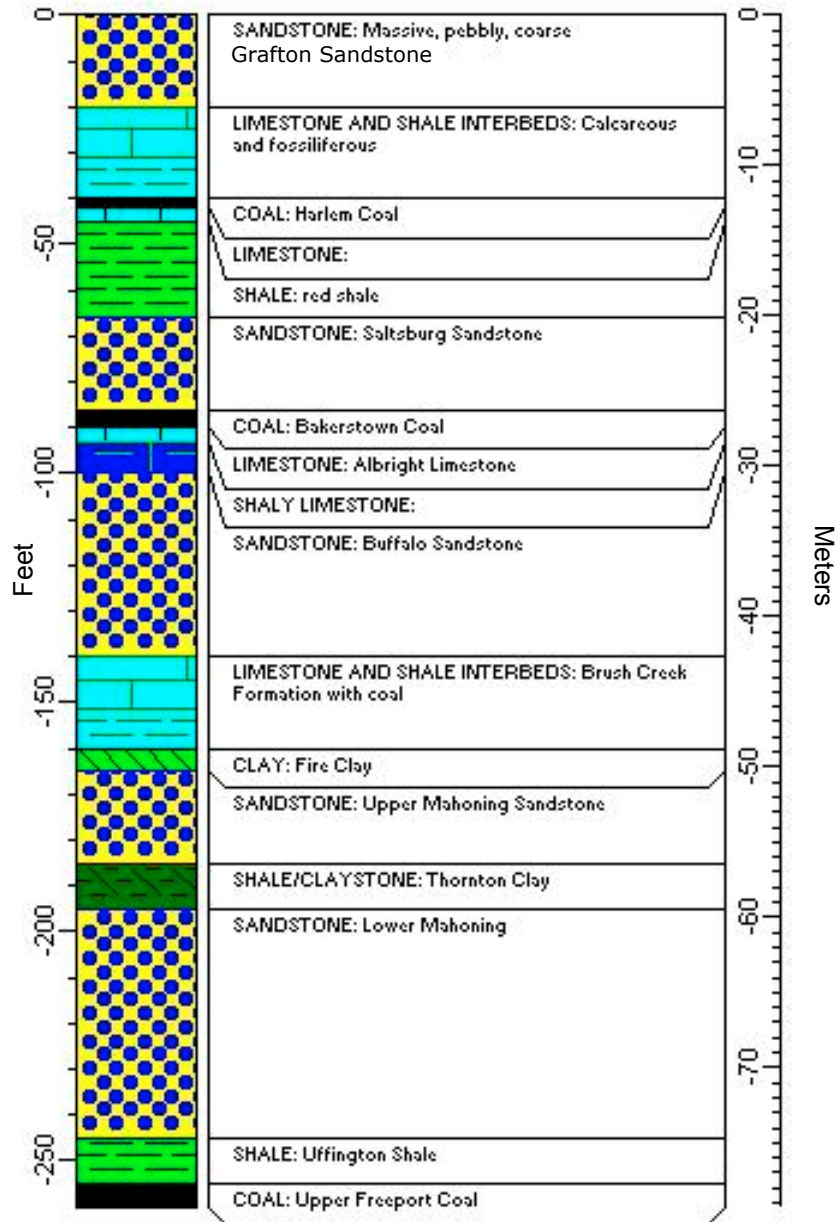 0
-50
-100
-150
-200
-250
Feet
SANDSTONE: Massive, pebbly, coarse
Grafton Sandstone
LIMESTONE AND SHALE INTERBEDS: Calcareous
and fossiliferous
COAL: Harlem Coal
LIMESTONE:
SHALE: red shale
SANDSTONE: Saltsburg Sandstone
COAL: Bakerstown Coal
LIMESTONE: Albright Limestone
SHALY LIMESTONE:
SANDSTONE: Buffalo Sandstone
LIMESTONE AND SHALE INTERBEDS: Brush Creek
Formation with coal
CLAY: Fire Clay
SANDSTONE: Upper Mahoning Sandstone
SHALE/CLAYSTONE: Thornton Clay
SANDSTONE: Lower Mahoning
SHALE: Uffington Shale
COAL: Upper Freeport Coal
0
-10
-20
-30
-40
-50
-60
-70
Meters